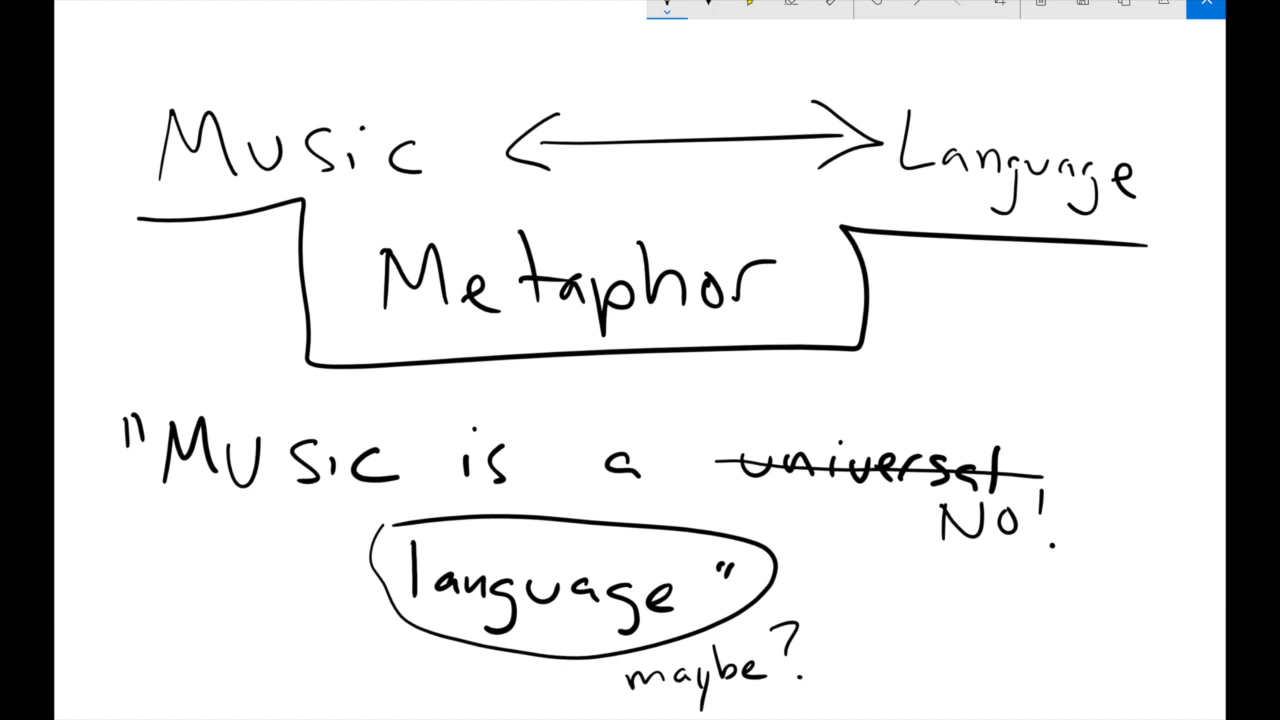 Music ⟷ Language
Metaphor
"Music is a universal
NO!
language"
maybe?